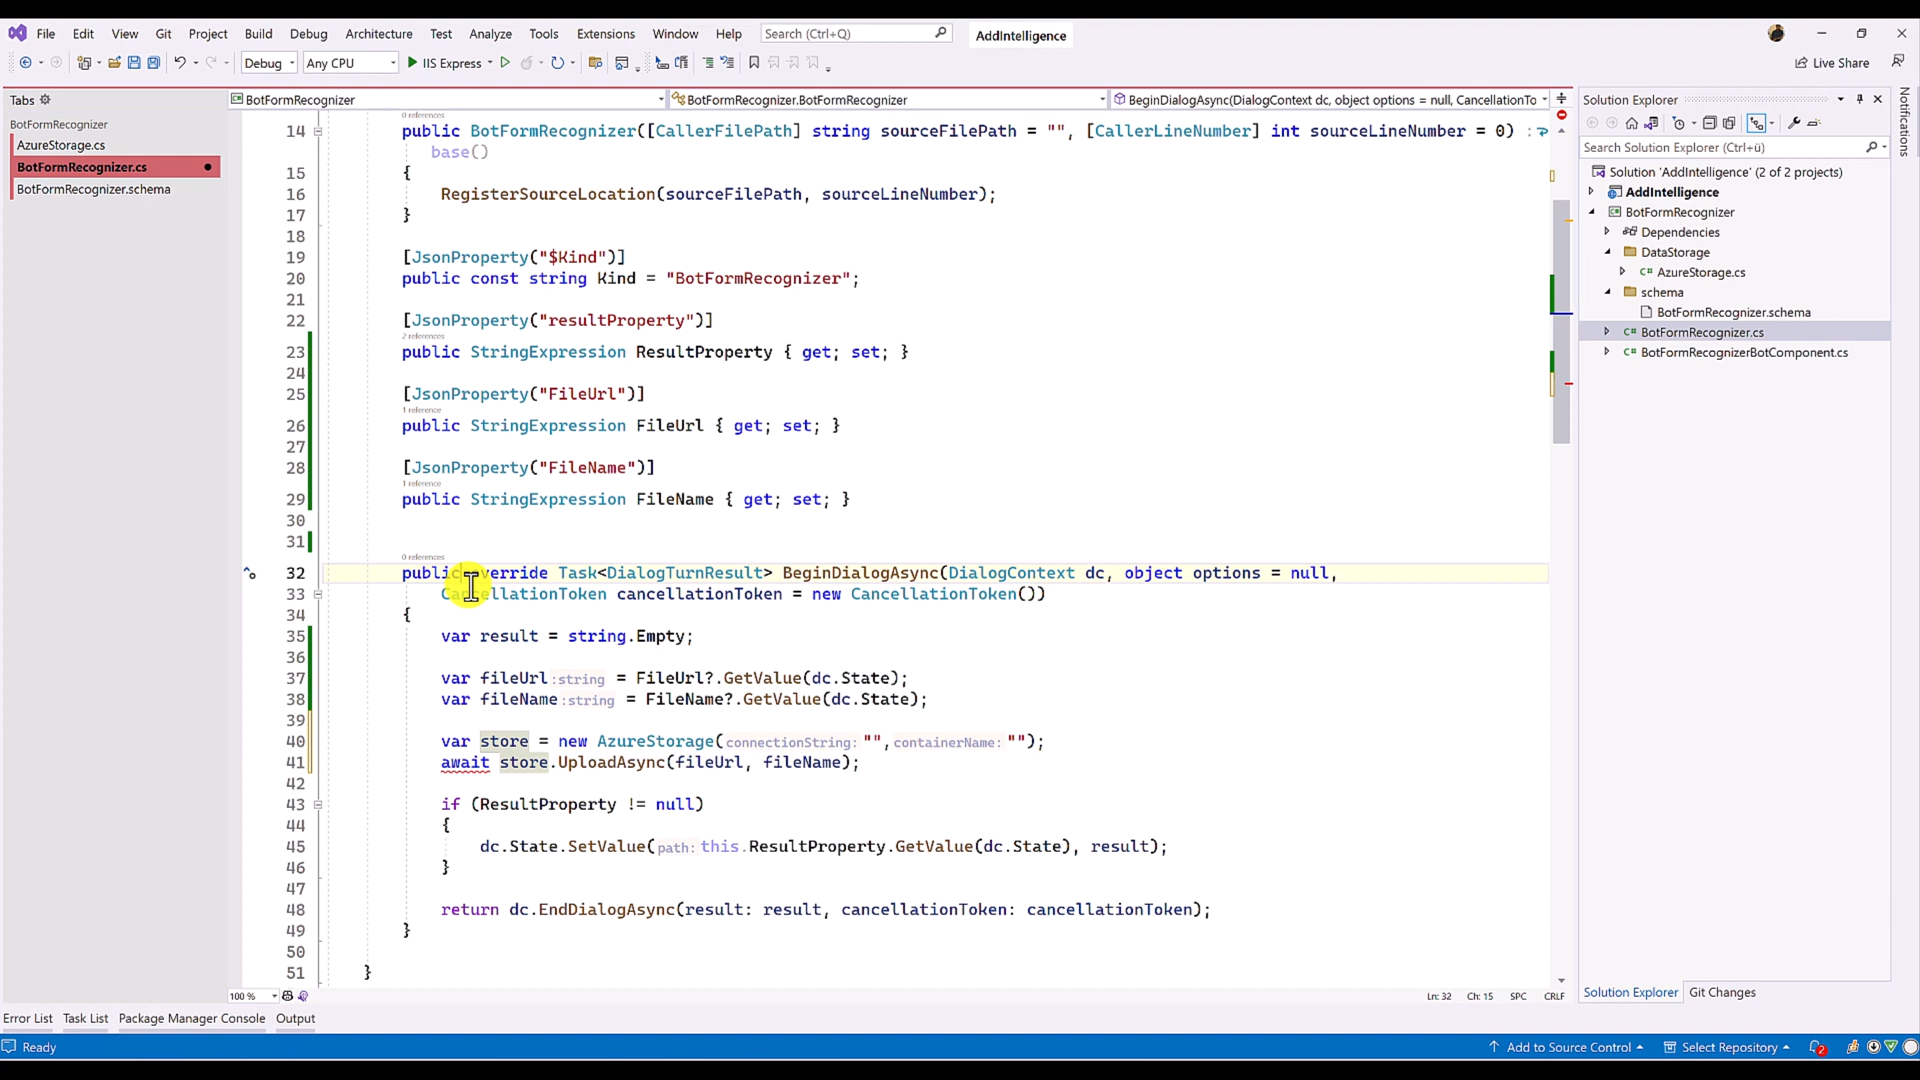 File Edit View Git Project Build Debug Architecture Test Analyze Tools Extensions Window Help Search (Ctrl+Q) AddIntelligence
Debug Any CPU IIS Express Live Share
Tabs
BotFormRecognizer
AzureStorage.cs
BotFormRecognizer.cs
BotFormRecognizer.schema
BotFormRecognizer BotFormRecognizer.BotFormRecognizer BeginDialogAsync(DialogContext dc, object options = null, CancellationTo
0 references
14 public BotFormRecognizer([CallerFilePath] string sourceFilePath = "", [CallerLineNumber] int sourceLineNumber = 0) :
base()
15 {
16 RegisterSourceLocation(sourceFilePath, sourceLineNumber);
17 }
18
19 [JsonProperty("$Kind")]
20 public const string Kind = "BotFormRecognizer";
21
22 [JsonProperty("resultProperty")]
2 references
23 public StringExpression ResultProperty { get; set; }
24
25 [JsonProperty("FileUrl")]
1 reference
26 public StringExpression FileUrl { get; set; }
27
28 [JsonProperty("FileName")]
1 reference
29 public StringExpression FileName { get; set; }
30
31
0 references
32 public override Task<DialogTurnResult> BeginDialogAsync(DialogContext dc, object options = null,
33 CancellationToken cancellationToken = new CancellationToken())
34 {
35 var result = string.Empty;
36
37 var fileUrl:string = FileUrl?.GetValue(dc.State);
38 var fileName:string = FileName?.GetValue(dc.State);
39
40 var store = new AzureStorage(connectionString:"",containerName:"");
41 await store.UploadAsync(fileUrl, fileName);
42
43 if (ResultProperty != null)
44 {
45 dc.State.SetValue(path:this.ResultProperty.GetValue(dc.State), result);
46 }
47
48 return dc.EndDialogAsync(result: result, cancellationToken: cancellationToken);
49 }
50
51 }
100 % Ln: 32 Ch: 15 SPC CRLF
Solution Explorer
Search Solution Explorer (Ctrl+ü)
Solution 'AddIntelligence' (2 of 2 projects)
AddIntelligence
BotFormRecognizer
Dependencies
DataStorage
C# AzureStorage.cs
schema
BotFormRecognizer.schema
C# BotFormRecognizer.cs
C# BotFormRecognizerBotComponent.cs
Solution Explorer Git Changes
Notifications
Error List Task List Package Manager Console Output
Ready Add to Source Control Select Repository 2